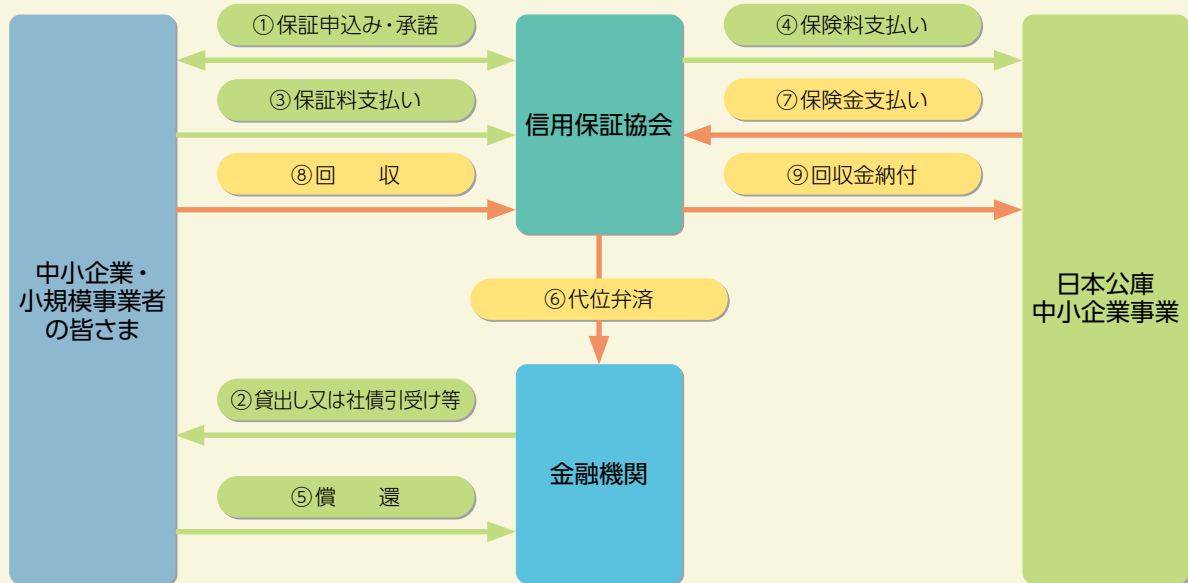 ①保証申込み・承諾
④保険料支払い
③保証料支払い
⑦保険金支払い
信用保証協会
⑧回　　収
⑨回収金納付
中小企業・
小規模事業者
の皆さま
⑥代位弁済
日本公庫
中小企業事業
②貸出し又は社債引受け等
金融機関
⑤償　　還